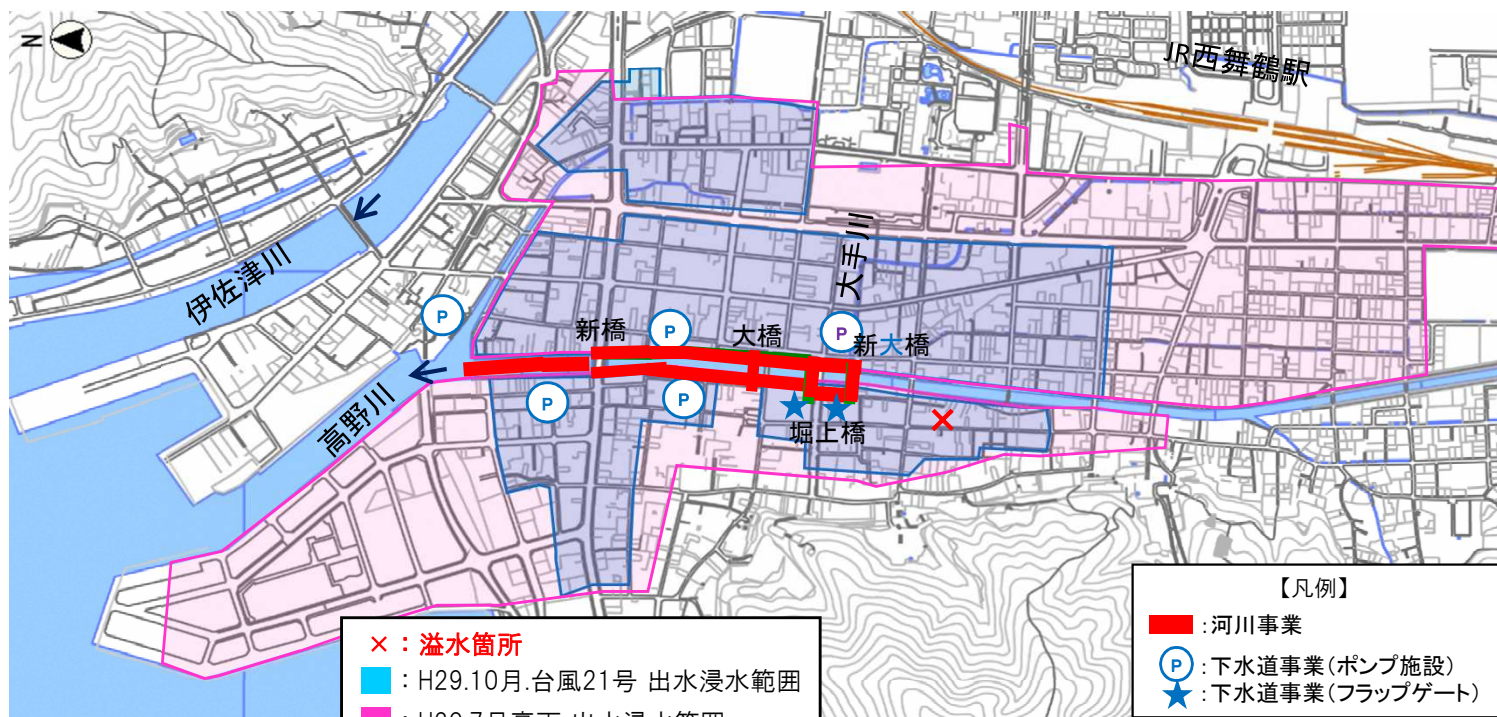 N
JR西舞鶴駅
伊佐津川
大手川
P
P
P
新橋
大橋
新大橋
P
P
高野川
堀上橋
×
【凡例】
:河川事業
P :下水道事業(ポンプ施設)
:下水道事業(フラップゲート)
×:溢水箇所
:H29.10月.台風21号 出水浸水範囲